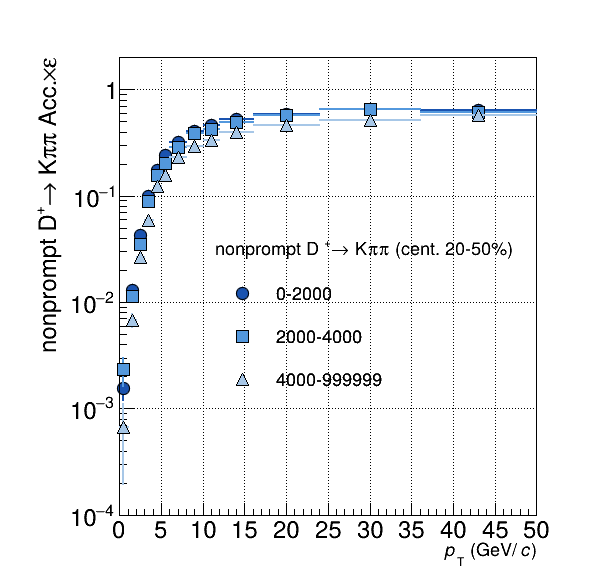 nonprompt D⁺→ Kππ Acc.×ε
1
10⁻¹
10⁻²
10⁻³
10⁻⁴
nonprompt D ⁺→ Kππ (cent. 20-50%)
0-2000
2000-4000
4000-999999
0 5 10 15 20 25 30 35 40 45 50
p_T (GeV/c)